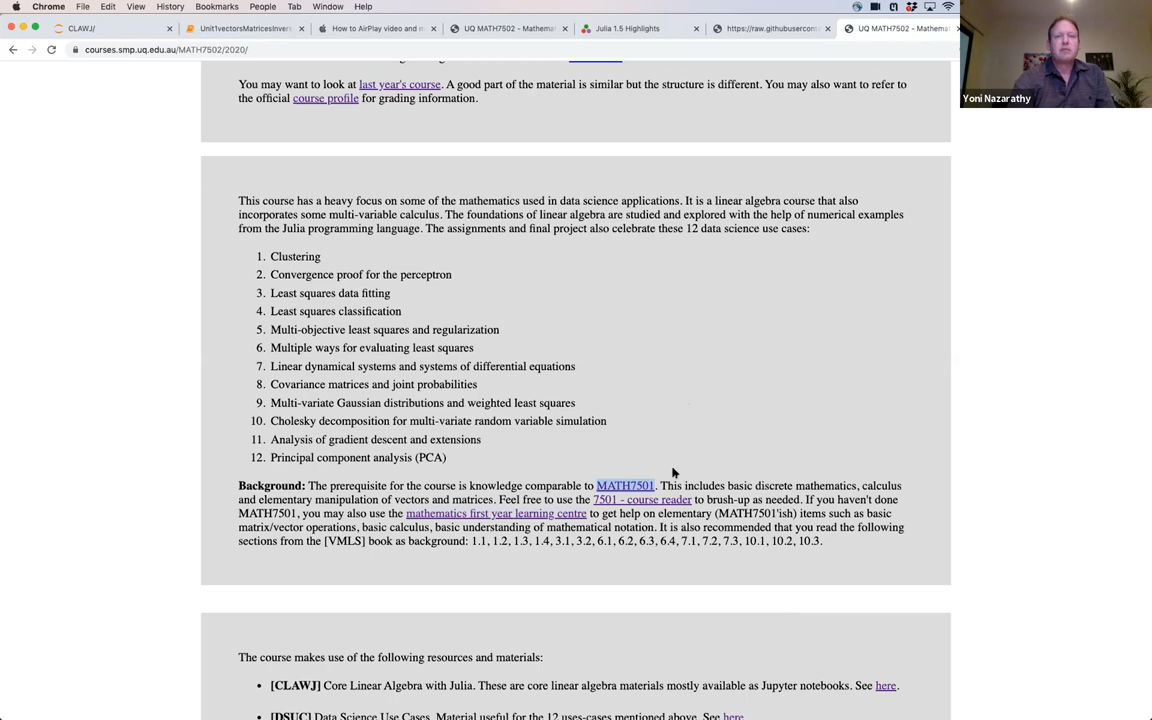 Chrome File Edit View History Bookmarks People Tab Window Help
CLAWJ/
Unit1vectorsMatricesInvers
How to AirPlay video and m
UQ MATH7502 - Mathemat
Julia 1.5 Highlights
https://raw.githubusercont
UQ MATH7502 - Mathemat
courses.smp.uq.edu.au/MATH7502/2020/
Yoni Nazarathy
You may want to look at last year's course. A good part of the material is similar but the structure is different. You may also want to refer to
the official course profile for grading information.
This course has a heavy focus on some of the mathematics used in data science applications. It is a linear algebra course that also
incorporates some multi-variable calculus. The foundations of linear algebra are studied and explored with the help of numerical examples
from the Julia programming language. The assignments and final project also celebrate these 12 data science use cases:
1. Clustering
2. Convergence proof for the perceptron
3. Least squares data fitting
4. Least squares classification
5. Multi-objective least squares and regularization
6. Multiple ways for evaluating least squares
7. Linear dynamical systems and systems of differential equations
8. Covariance matrices and joint probabilities
9. Multi-variate Gaussian distributions and weighted least squares
10. Cholesky decomposition for multi-variate random variable simulation
11. Analysis of gradient descent and extensions
12. Principal component analysis (PCA)
Background: The prerequisite for the course is knowledge comparable to MATH7501. This includes basic discrete mathematics, calculus
and elementary manipulation of vectors and matrices. Feel free to use the 7501 - course reader to brush-up as needed. If you haven't done
MATH7501, you may also use the mathematics first year learning centre to get help on elementary (MATH7501'ish) items such as basic
matrix/vector operations, basic calculus, basic understanding of mathematical notation. It is also recommended that you read the following
sections from the [VMLS] book as background: 1.1, 1.2, 1.3, 1.4, 3.1, 3.2, 6.1, 6.2, 6.3, 6.4, 7.1, 7.2, 7.3, 10.1, 10.2, 10.3.
The course makes use of the following resources and materials:
• [CLAWJ] Core Linear Algebra with Julia. These are core linear algebra materials mostly available as Jupyter notebooks. See here.
• [DSUC] Data Science Use Cases. Material useful for the 12 uses-cases mentioned above. See here.